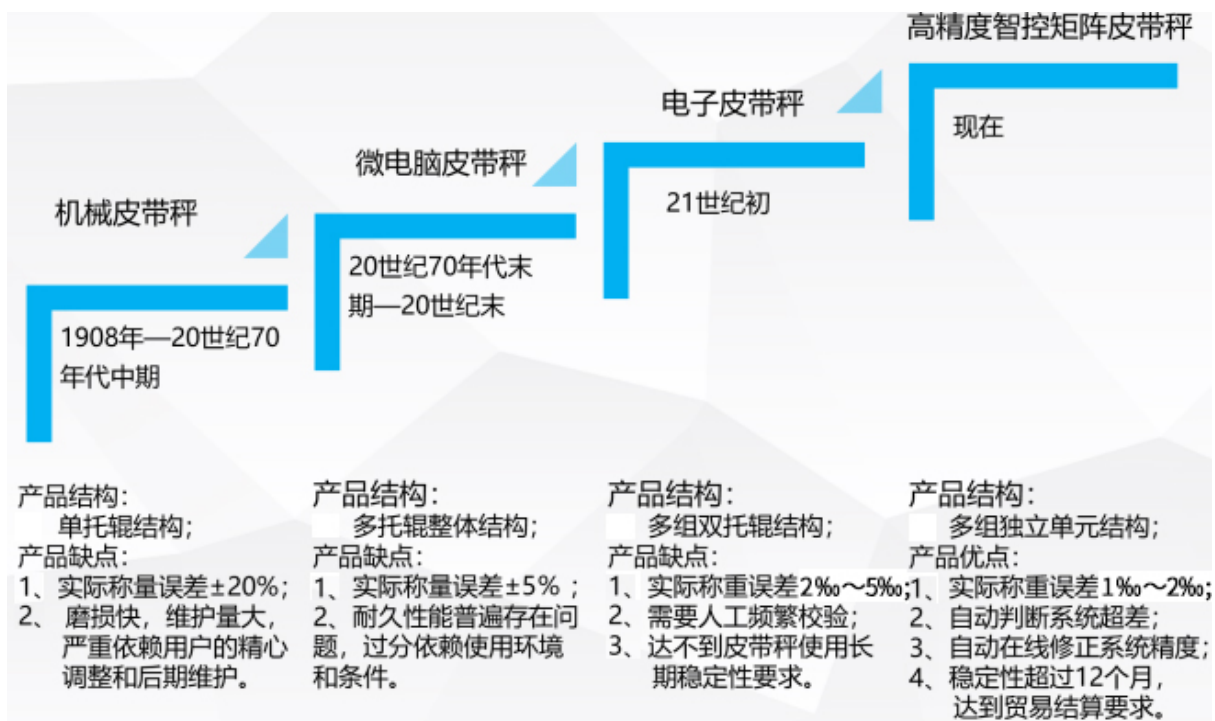 机械皮带秤
1908年—20世纪70
年代中期
产品结构：
单托辊结构；
产品缺点：
1、实际称量误差±20%；
2、 磨损快，维护量大，
严重依赖用户的精心
调整和后期维护。
微电脑皮带秤
20世纪70年代末
期—20世纪末
产品结构：
多托辊整体结构；
产品缺点：
1、实际称量误差±5% ；
2、耐久性能普遍存在问
题，过分依赖使用环境
和条件。
电子皮带秤
21世纪初
产品结构：
多组双托辊结构；
产品缺点：
1、实际称重误差2‰～5‰；
2、需要人工频繁校验；
3、达不到皮带秤使用长
期稳定性要求。
高精度智控矩阵皮带秤
现在
产品结构：
多组独立单元结构；
产品优点：
1、实际称重误差1‰～2‰；
2、自动判断系统超差；
3、自动在线修正系统精度；
4、稳定性超过12个月，
达到贸易结算要求。